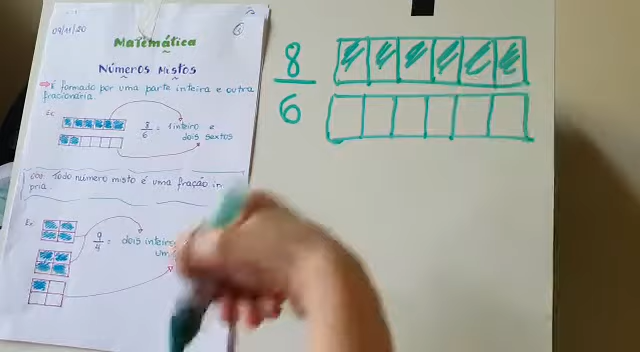 09/11/20
Matemática
Números Mistos
É formado por uma parte inteira e outra
fracionária.
Ex:
8/6 = 1 inteiro e
dois sextos
Obs: Todo número misto é uma fração im-
pria.
Ex:
9/4 = dois inteiros
um
8
6